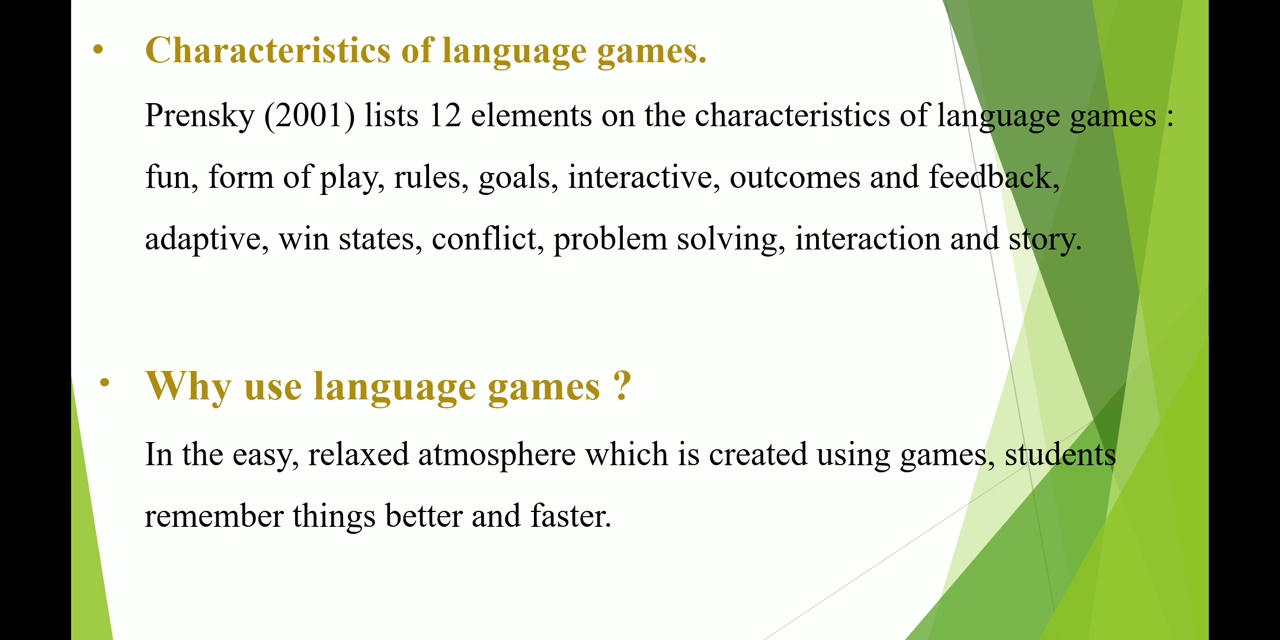 • Characteristics of language games.
Prensky (2001) lists 12 elements on the characteristics of language games :
fun, form of play, rules, goals, interactive, outcomes and feedback,
adaptive, win states, conflict, problem solving, interaction and story.
• Why use language games ?
In the easy, relaxed atmosphere which is created using games, students
remember things better and faster.